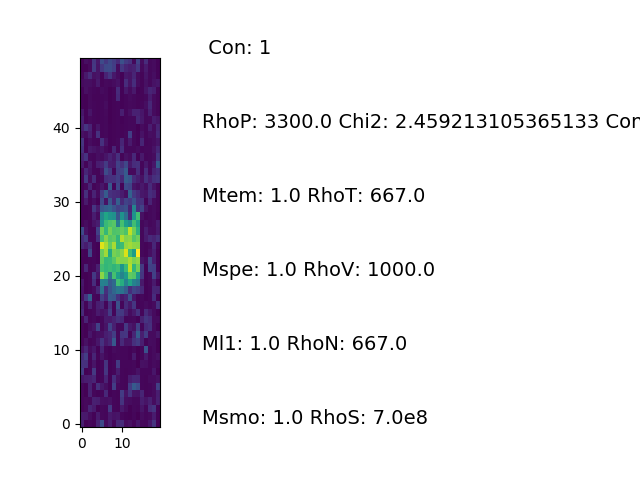 Con: 1
RhoP: 3300.0 Chi2: 2.459213105365133 Con
Mtem: 1.0 RhoT: 667.0
Mspe: 1.0 RhoV: 1000.0
Ml1: 1.0 RhoN: 667.0
Msmo: 1.0 RhoS: 7.0e8
40
30
20
10
0
0 10